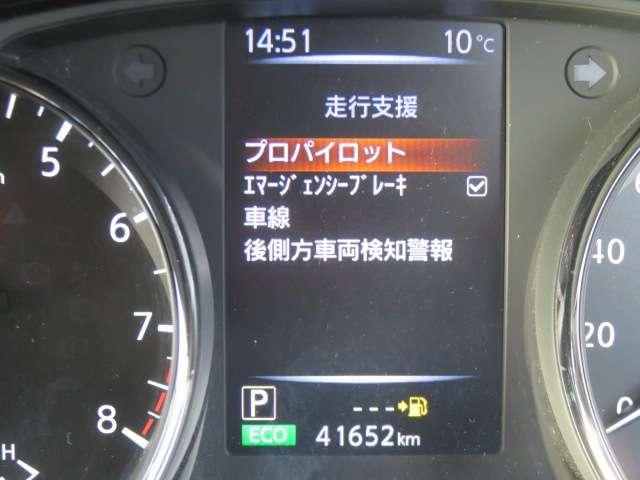 14:51 10℃
走行支援
プロパイロット
ｴﾏｰｼﾞｪﾝｼｰﾌﾞﾚｰｷ
車線
後側方車両検知警報
P ---
ECO 41652km
5
6
7
8
H
40
20
0